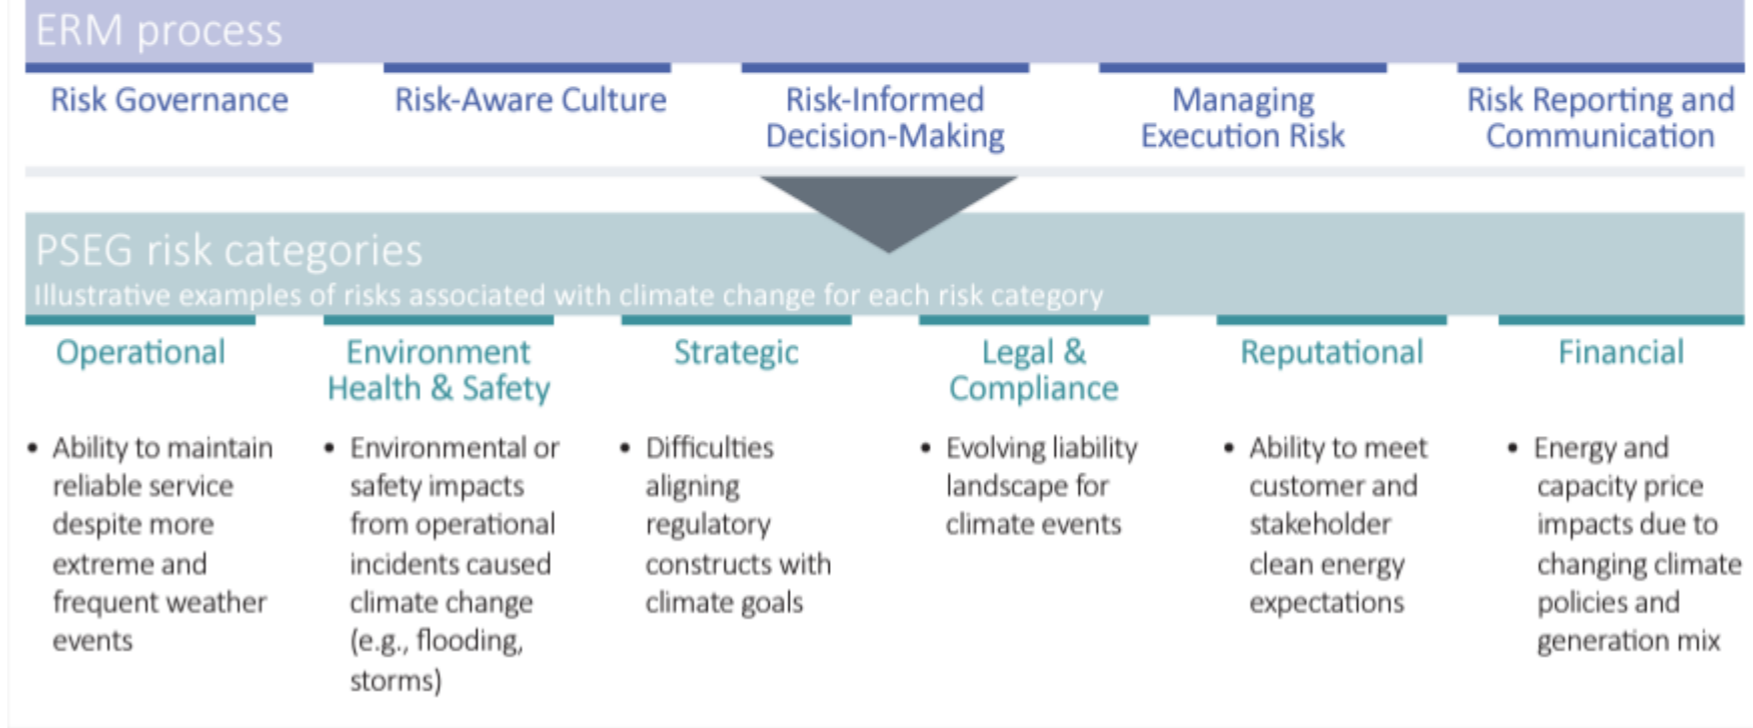 ERM process
Risk Governance
Risk-Aware Culture
Risk-Informed
Decision-Making
Managing
Execution Risk
Risk Reporting and
Communication
PSEG risk categories
Illustrative examples of risks associated with climate change for each risk category
Operational
• Ability to maintain
reliable service
despite more
extreme and
frequent weather
events
Environment
Health & Safety
• Environmental or
safety impacts
from operational
incidents caused
climate change
(e.g., flooding,
storms)
Strategic
• Difficulties
aligning
regulatory
constructs with
climate goals
Legal &
Compliance
• Evolving liability
landscape for
climate events
Reputational
• Ability to meet
customer and
stakeholder
clean energy
expectations
Financial
• Energy and
capacity price
impacts due to
changing climate
policies and
generation mix